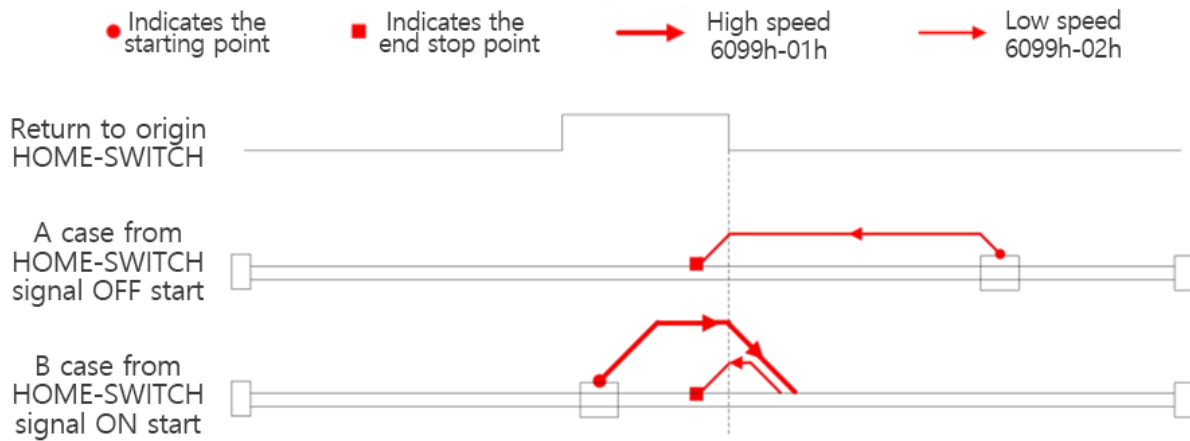 Indicates the
starting point
Indicates the
end stop point
High speed
6099h-01h
Low speed
6099h-02h
Return to origin
HOME-SWITCH
A case from
HOME-SWITCH
signal OFF start
B case from
HOME-SWITCH
signal ON start